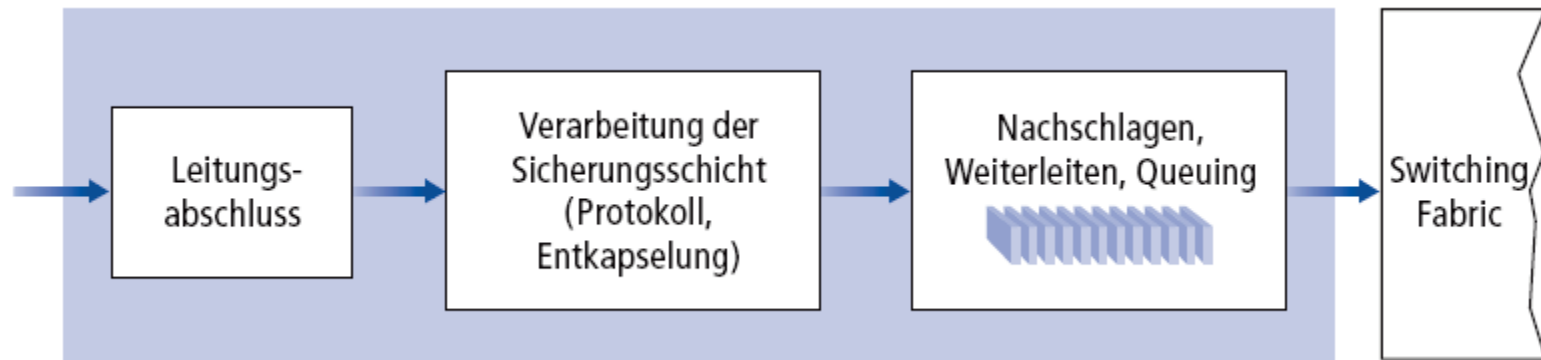 Leitungs-
abschluss
Verarbeitung der
Sicherungsschicht
(Protokoll,
Entkapselung)
Nachschlagen,
Weiterleiten, Queuing
Switching
Fabric